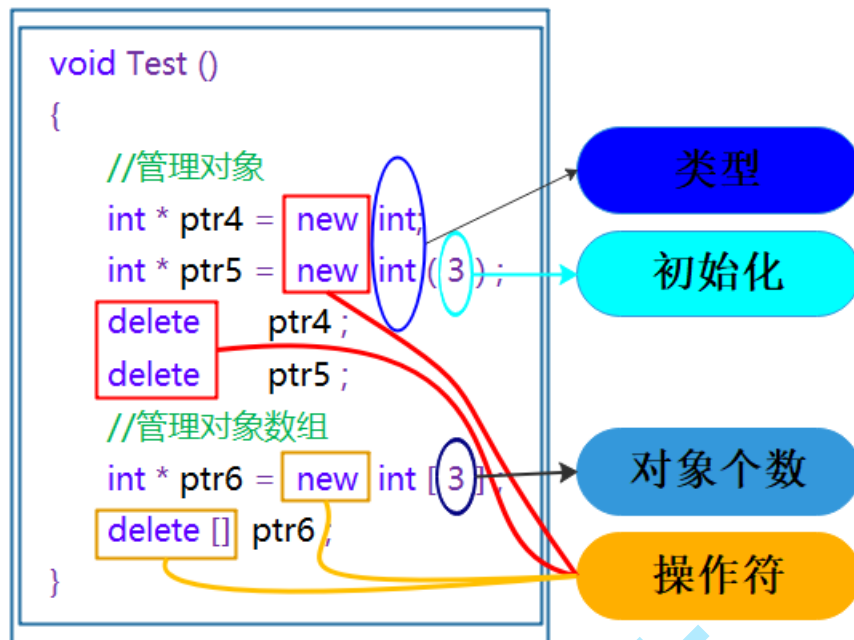 void Test ()
{
//管理对象
int * ptr4 = new int;
int * ptr5 = new int ( 3 ) ;
delete ptr4 ;
delete ptr5 ;
//管理对象数组
int * ptr6 = new int [ 3 ] ;
delete [] ptr6 ;
}
类型
初始化
对象个数
操作符